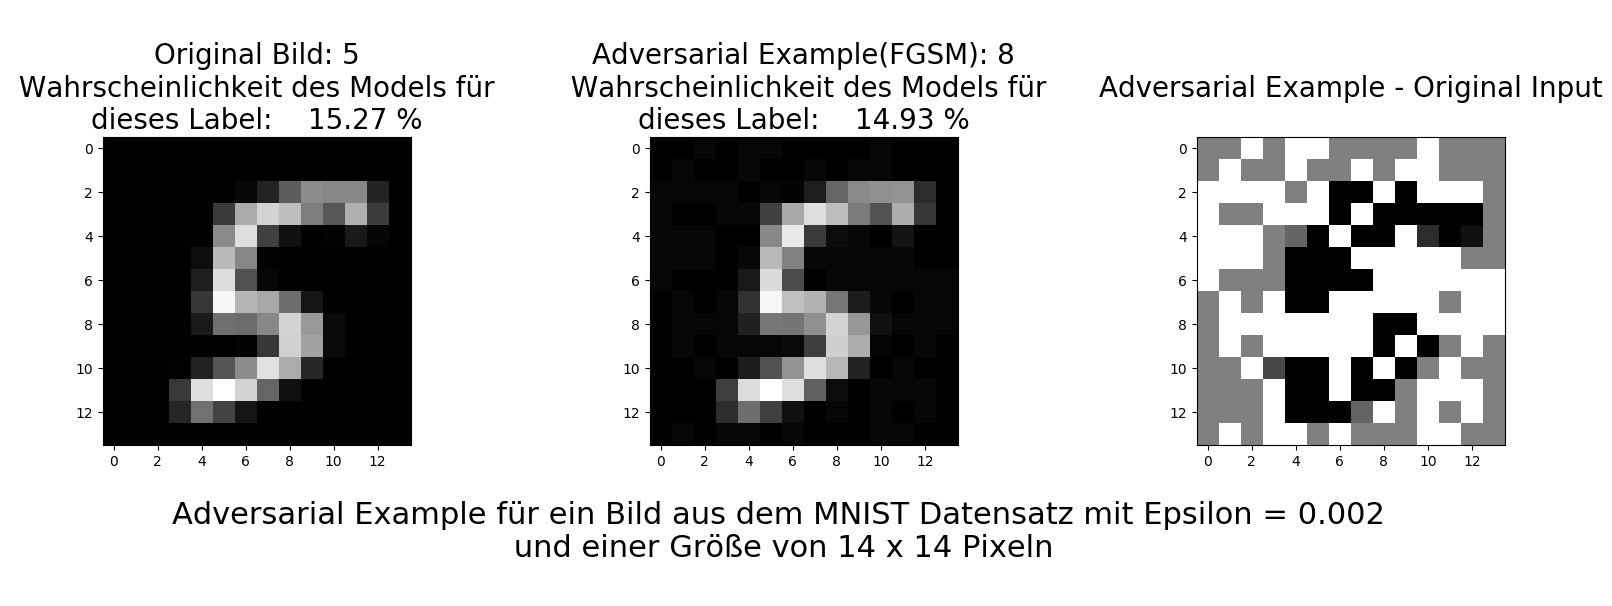 Original Bild: 5
Wahrscheinlichkeit des Models für
dieses Label:    15.27 %
0
2
4
6
8
10
12
0 2 4 6 8 10 12
Adversarial Example(FGSM): 8
Wahrscheinlichkeit des Models für
dieses Label:    14.93 %
0
2
4
6
8
10
12
0 2 4 6 8 10 12
Adversarial Example - Original Input
0
2
4
6
8
10
12
0 2 4 6 8 10 12
Adversarial Example für ein Bild aus dem MNIST Datensatz mit Epsilon = 0.002
und einer Größe von 14 x 14 Pixeln